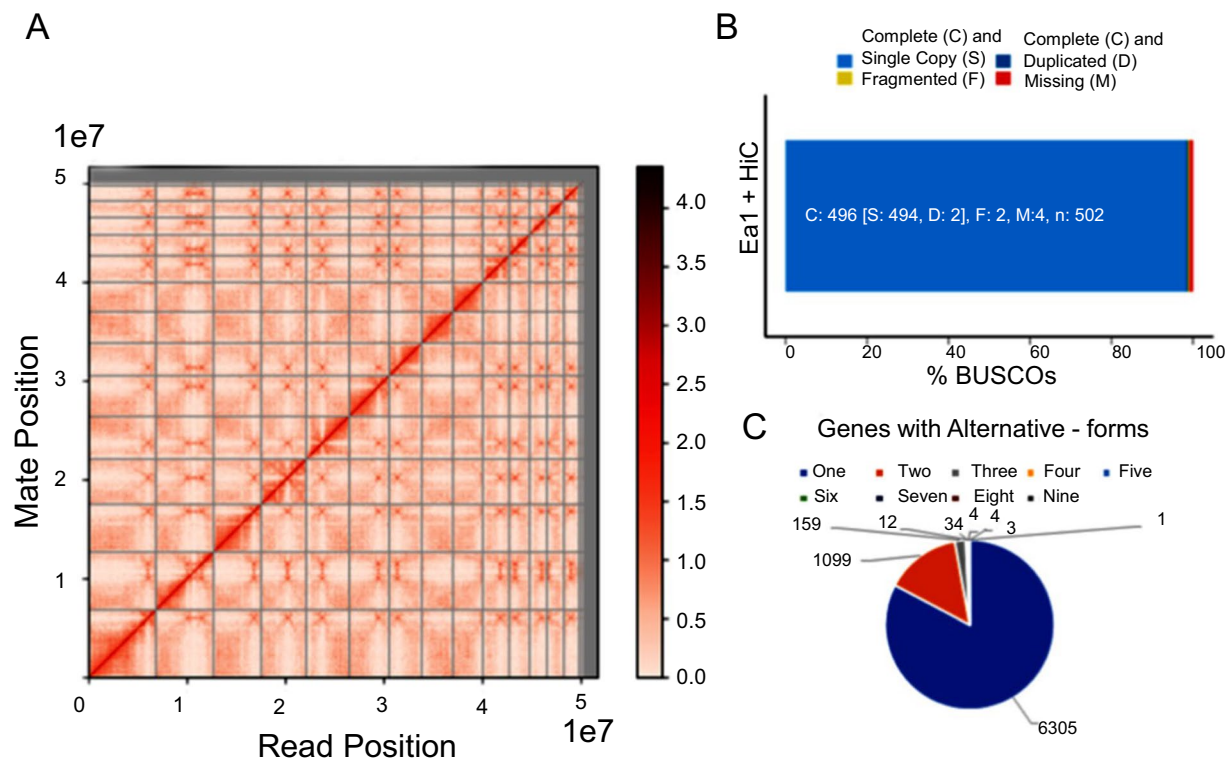 A
1e7
5
4
3
2
1
0
1
2
3
4
5
1e7
Mate Position
Read Position
4.0
3.5
3.0
2.5
2.0
1.5
1.0
0.5
0.0
B
Complete (C) and
Single Copy (S)
Fragmented (F)
Complete (C) and
Duplicated (D)
Missing (M)
Ea1 + HiC
C: 496 [S: 494, D: 2], F: 2, M:4, n: 502
0 20 40 60 80 100
% BUSCOs
C
Genes with Alternative - forms
One Two Three Four Five
Six Seven Eight Nine
159 12 34 4 4 3 1
1099
6305